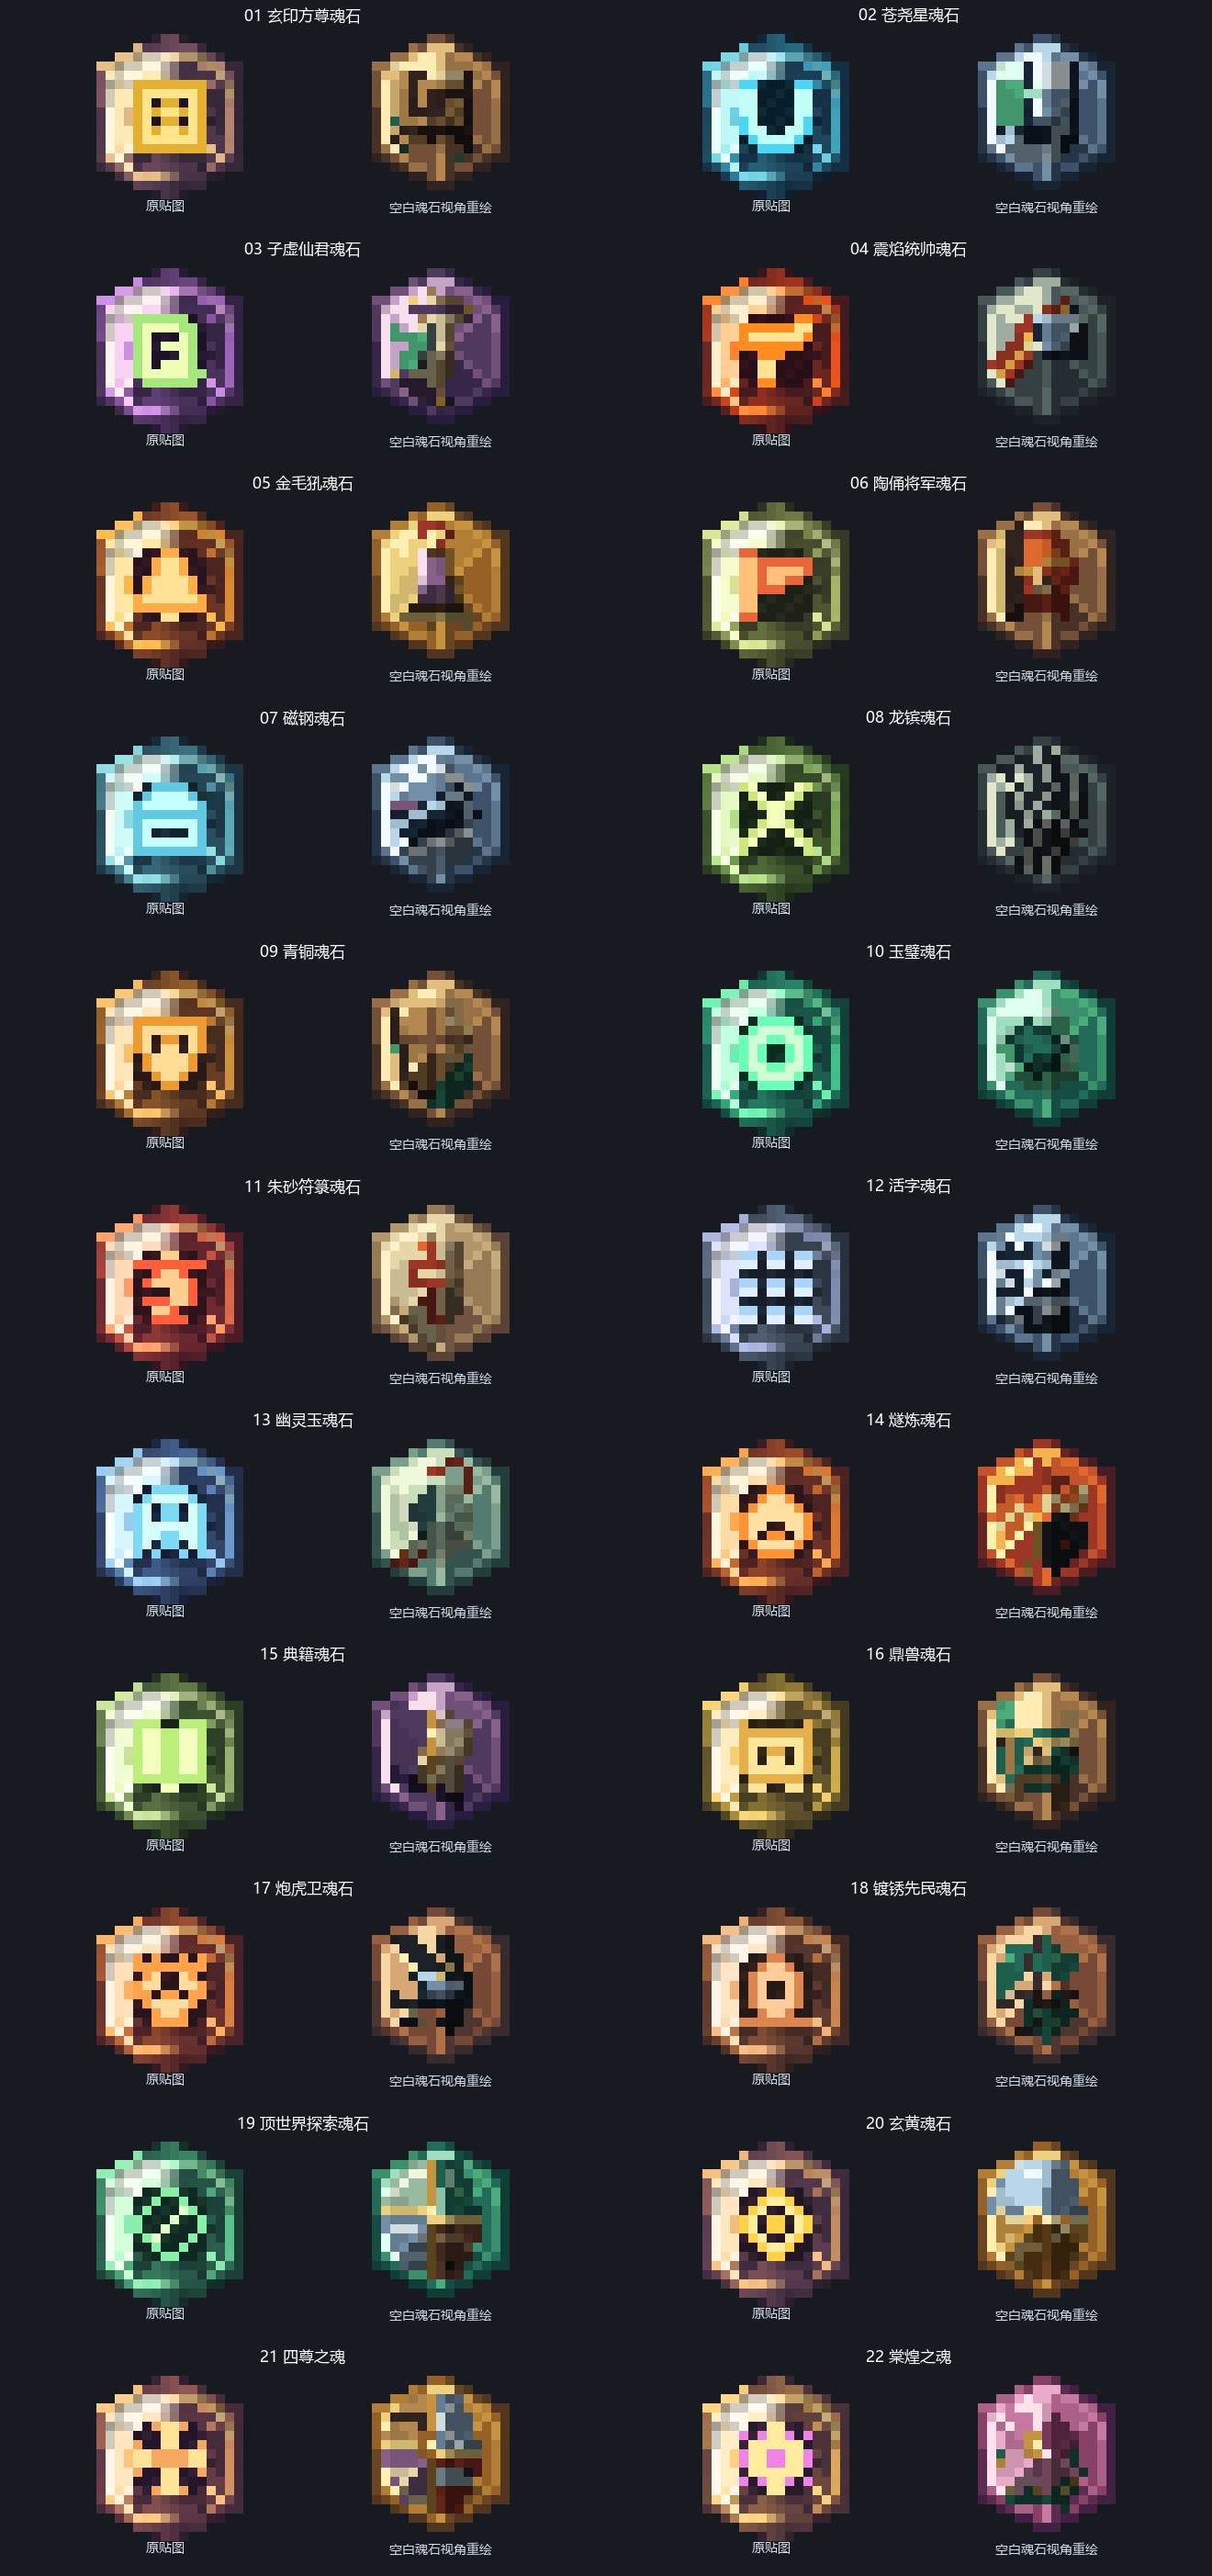 01 玄印方尊魂石
02 苍尧星魂石
原贴图
空白魂石视角重绘
原贴图
空白魂石视角重绘
03 子虚仙君魂石
04 震焰统帅魂石
原贴图
空白魂石视角重绘
原贴图
空白魂石视角重绘
05 金毛犼魂石
06 陶俑将军魂石
原贴图
空白魂石视角重绘
原贴图
空白魂石视角重绘
07 磁钢魂石
08 龙镔魂石
原贴图
空白魂石视角重绘
原贴图
空白魂石视角重绘
09 青铜魂石
10 玉璧魂石
原贴图
空白魂石视角重绘
原贴图
空白魂石视角重绘
11 朱砂符箓魂石
12 活字魂石
原贴图
空白魂石视角重绘
原贴图
空白魂石视角重绘
13 幽灵玉魂石
14 燧炼魂石
原贴图
空白魂石视角重绘
原贴图
空白魂石视角重绘
15 典籍魂石
16 鼎兽魂石
原贴图
空白魂石视角重绘
原贴图
空白魂石视角重绘
17 炮虎卫魂石
18 镀锈先民魂石
原贴图
空白魂石视角重绘
原贴图
空白魂石视角重绘
19 顶世界探索魂石
20 玄黄魂石
原贴图
空白魂石视角重绘
原贴图
空白魂石视角重绘
21 四尊之魂
22 棠煌之魂
原贴图
空白魂石视角重绘
原贴图
空白魂石视角重绘